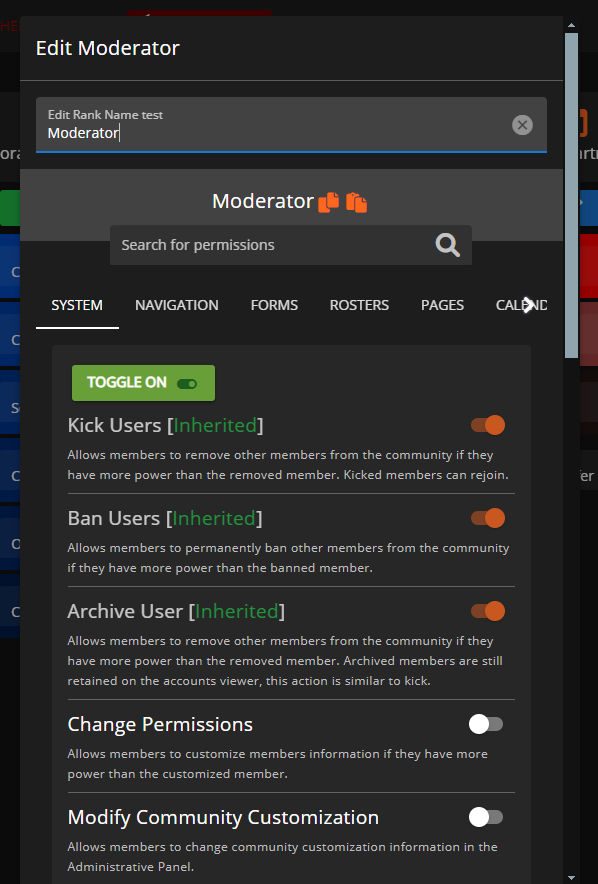 HE
Edit Moderator
Edit Rank Name test
Moderator
ora
rtr
Moderator
Search for permissions
SYSTEM NAVIGATION FORMS ROSTERS PAGES CALEND
TOGGLE ON
Kick Users [Inherited]
Allows members to remove other members from the community if they
have more power than the removed member. Kicked members can rejoin.
Ban Users [Inherited]
Allows members to permanently ban other members from the community
if they have more power than the banned member.
Archive User [Inherited]
Allows members to remove other members from the community if they
have more power than the removed member. Archived members are still
retained on the accounts viewer, this action is similar to kick.
Change Permissions
Allows members to customize members information if they have more
power than the customized member.
Modify Community Customization
Allows members to change community customization information in the
Administrative Panel.